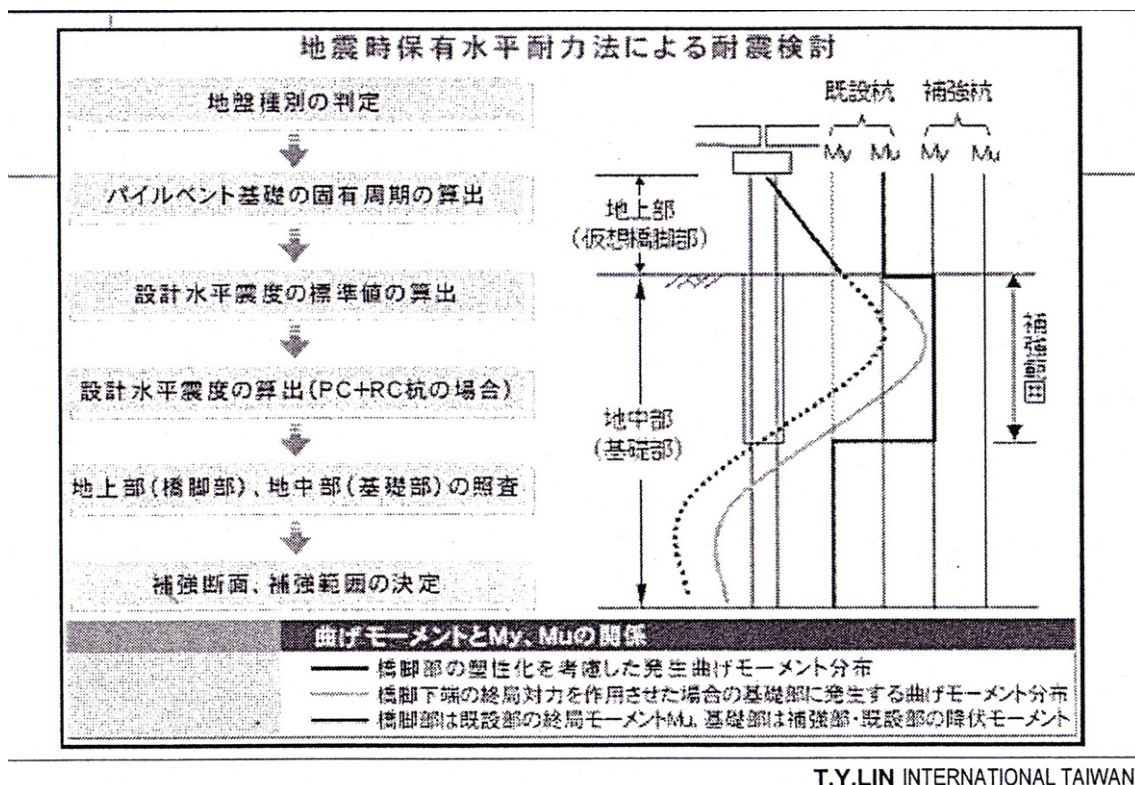 地震時保有水平耐力法による耐震検討
地盤種別の判定
パイルベント基礎の固有周期の算出
設計水平震度の標準値の算出
設計水平震度の算出(PC+RC杭の場合)
地上部(橋脚部)、地中部(基礎部)の照査
補強断面、補強範囲の決定
既設杭 補強杭
My Mu My Mu
地上部
(仮想橋脚部)
地中部
(基礎部)
補強範囲
曲げモーメントとMy、Muの関係
橋脚部の塑性化を考慮した発生曲げモーメント分布
橋脚下端の終局対力を作用させた場合の基礎部に発生する曲げモーメント分布
橋脚部は既設部の終局モーメントMu、基礎部は補強部・既設部の降伏モーメント
T.Y.LIN INTERNATIONAL TAIWAN